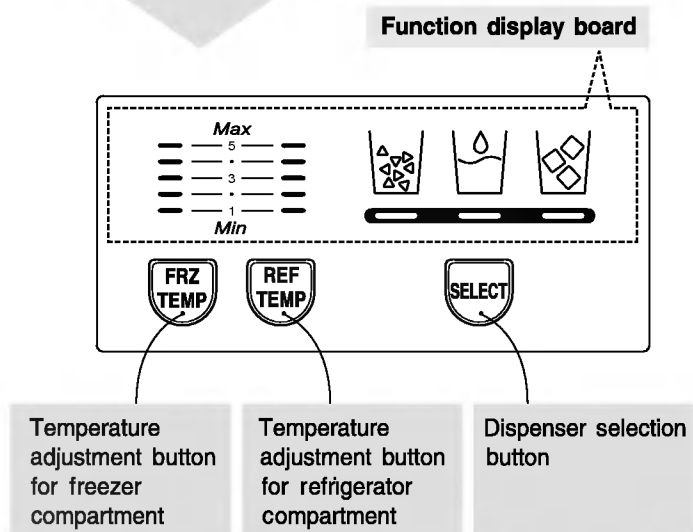 Function display board
Max
5
3
1
Min
FRZ
TEMP
REF
TEMP
SELECT
Temperature
adjustment button
for freezer
compartment
Temperature
adjustment button
for refrigerator
compartment
Dispenser selection
button